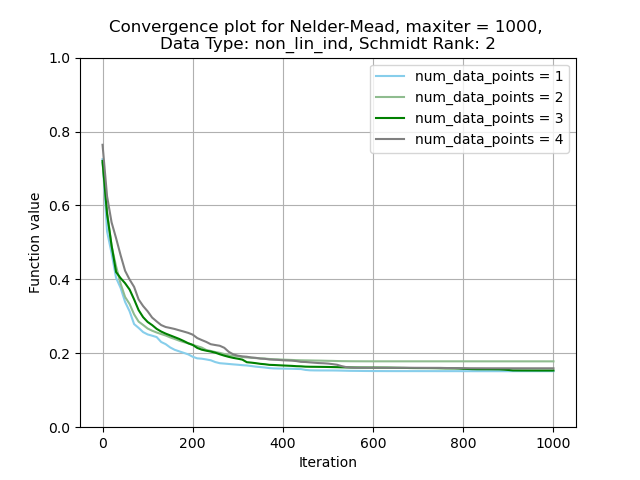 Convergence plot for Nelder-Mead, maxiter = 1000,
Data Type: non_lin_ind, Schmidt Rank: 2
num_data_points = 1
num_data_points = 2
num_data_points = 3
num_data_points = 4
Function value
1.0
0.8
0.6
0.4
0.2
0.0
0 200 400 600 800 1000
Iteration